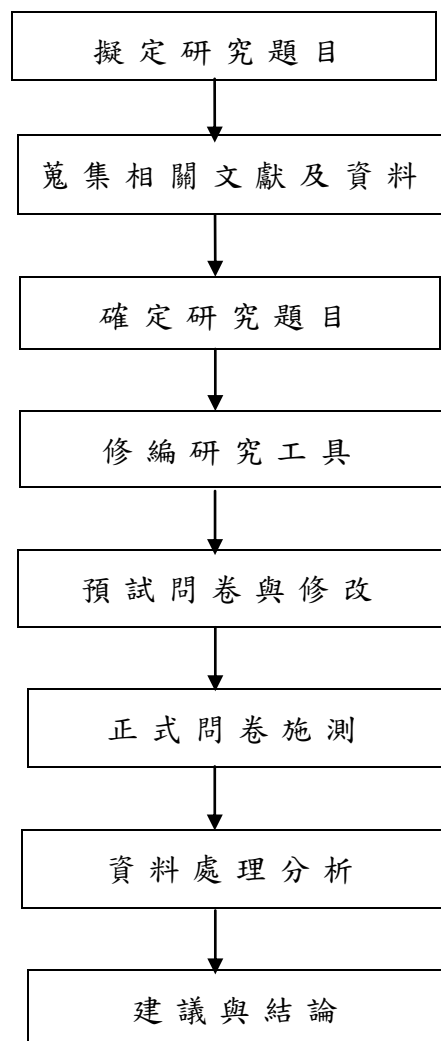 擬定研究題目
蒐集相關文獻及資料
確定研究題目
修編研究工具
預試問卷與修改
正式問卷施測
資料處理分析
建議與結論